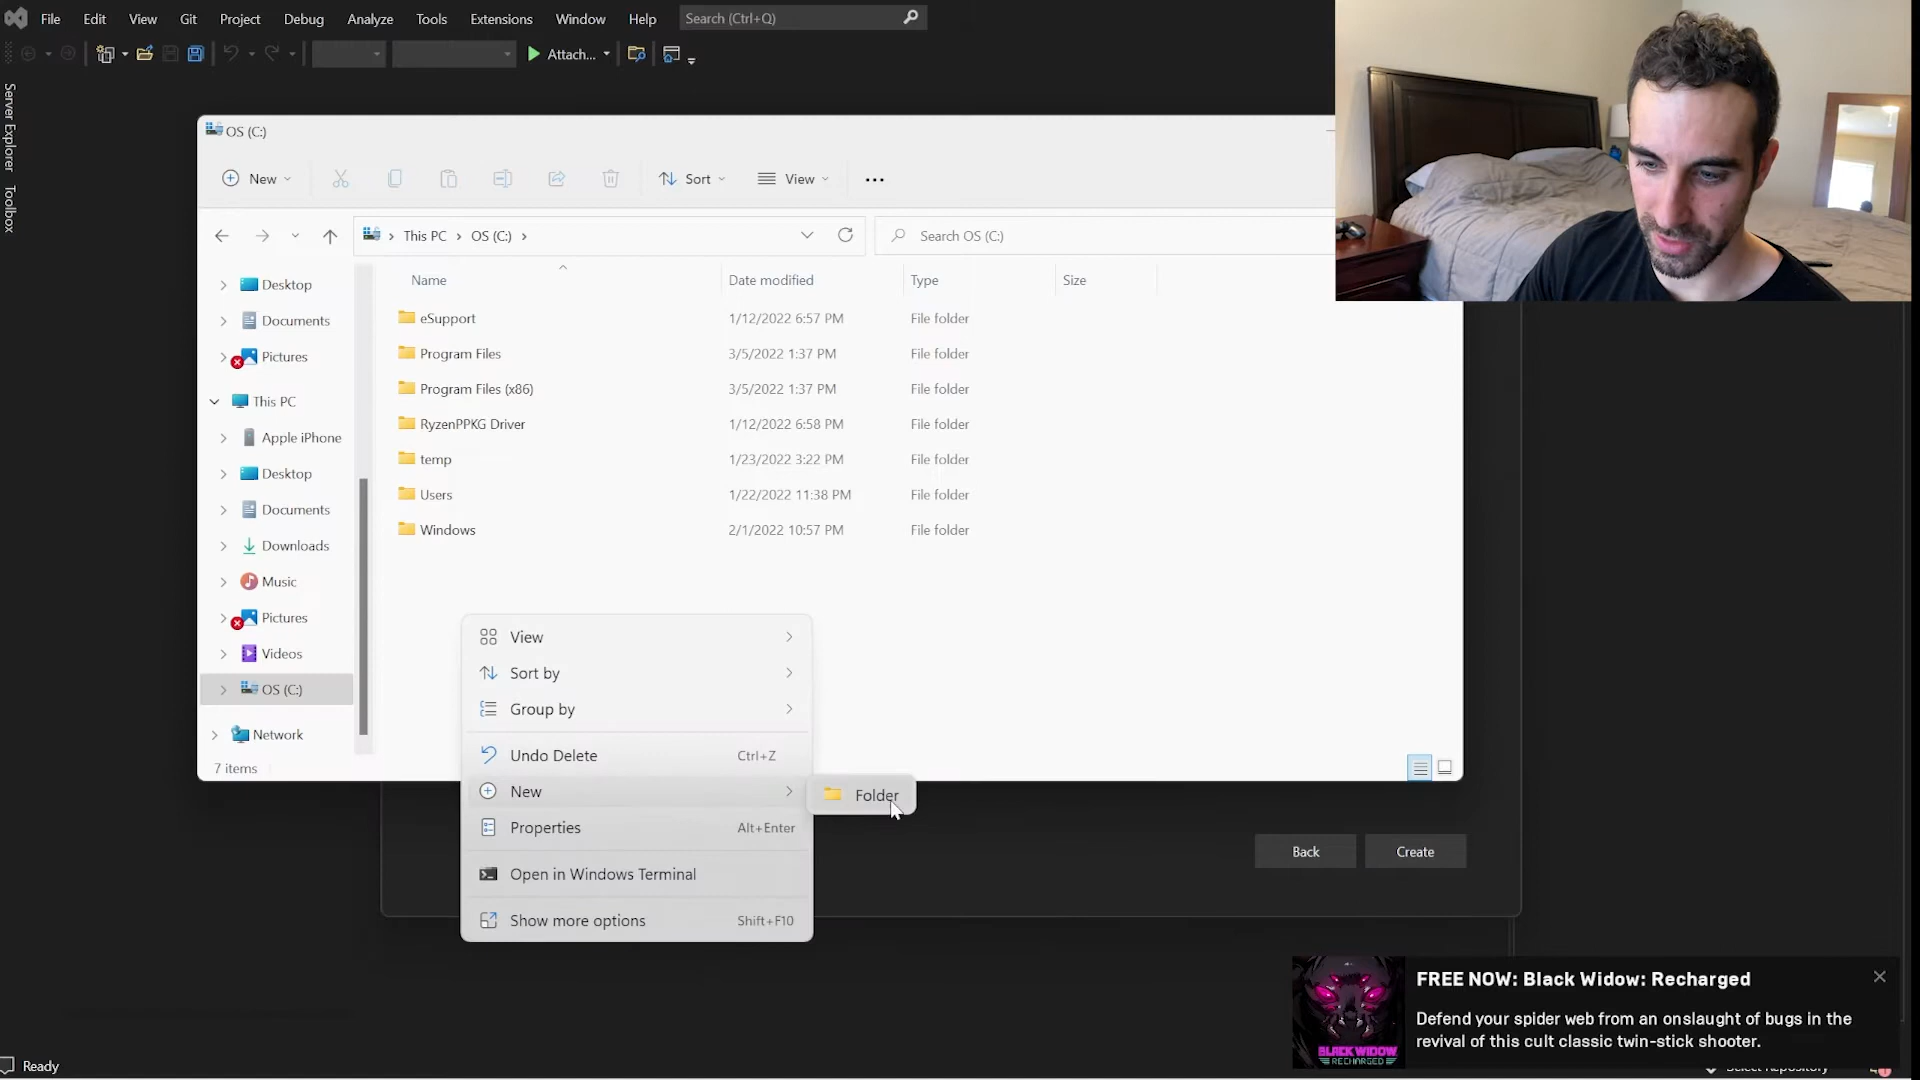 File Edit View Git Project Debug Analyze Tools Extensions Window Help Search (Ctrl+Q)
Attach...
Server Explorer
Toolbox
OS (C:)
New Sort View
This PC OS (C:) Search OS (C:)
Name Date modified Type Size
Desktop
Documents
Pictures
This PC
Apple iPhone
Desktop
Documents
Downloads
Music
Pictures
Videos
OS (C:)
Network
eSupport 1/12/2022 6:57 PM File folder
Program Files 3/5/2022 1:37 PM File folder
Program Files (x86) 3/5/2022 1:37 PM File folder
RyzenPPKG Driver 1/12/2022 6:58 PM File folder
temp 1/23/2022 3:22 PM File folder
Users 1/22/2022 11:38 PM File folder
Windows 2/1/2022 10:57 PM File folder
7 items
View
Sort by
Group by
Undo Delete Ctrl+Z
New
Folder
Properties Alt+Enter
Open in Windows Terminal
Show more options Shift+F10
Back Create
BLACK WIDOW
RECHARGED
FREE NOW: Black Widow: Recharged
Defend your spider web from an onslaught of bugs in the
revival of this cult classic twin-stick shooter.
Ready
Select Repository